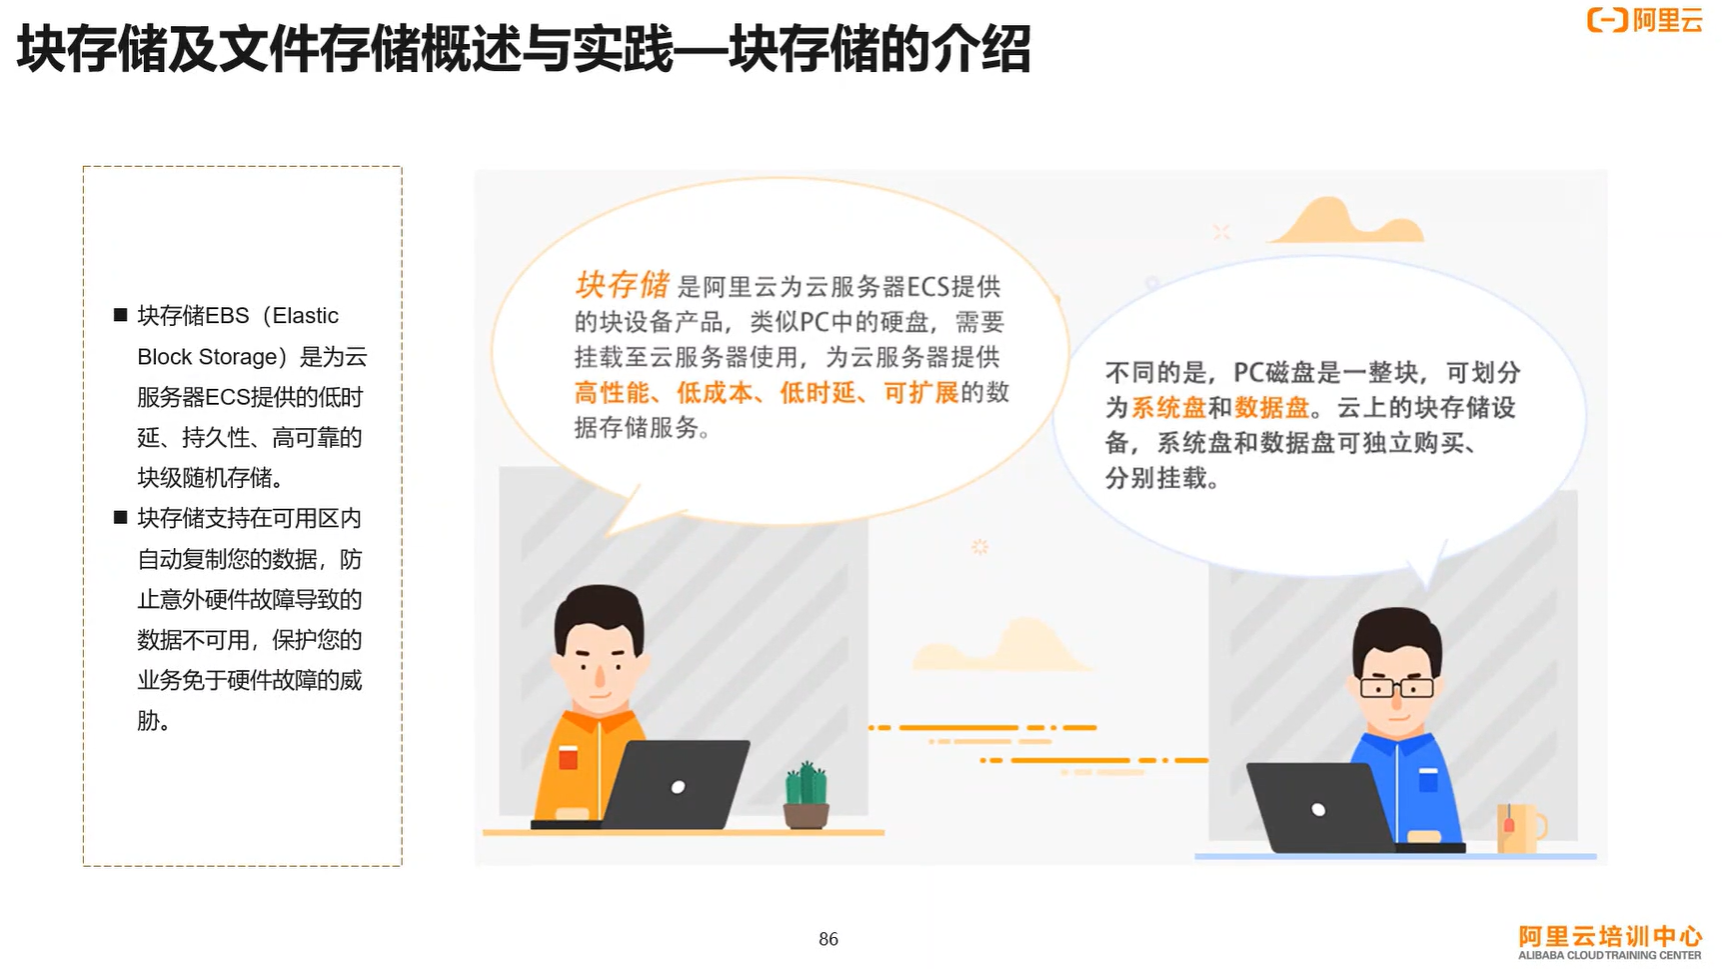 块存储及文件存储概述与实践—块存储的介绍
阿里云
■ 块存储EBS（Elastic
Block Storage）是为云
服务器ECS提供的低时
延、持久性、高可靠的
块级随机存储。
■ 块存储支持在可用区内
自动复制您的数据，防
止意外硬件故障导致的
数据不可用，保护您的
业务免于硬件故障的威
胁。
块存储 是阿里云为云服务器ECS提供
的块设备产品，类似PC中的硬盘，需要
挂载至云服务器使用，为云服务器提供
高性能、低成本、低时延、可扩展的数
据存储服务。
不同的是，PC磁盘是一整块，可划分
为系统盘和数据盘。云上的块存储设
备，系统盘和数据盘可独立购买、
分别挂载。
86
阿里云培训中心
ALIBABA CLOUD TRAINING CENTER